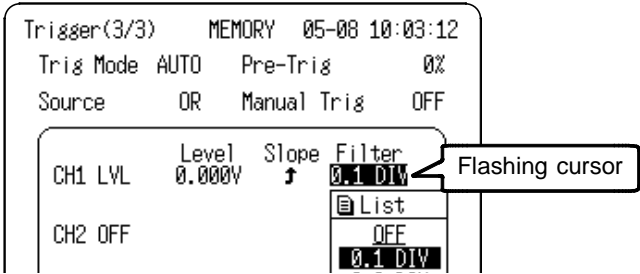 Trigger(3/3) MEMORY 05-08 10:03:12
Trig Mode AUTO Pre-Trig 0%
Source OR Manual Trig OFF
Level Slope Filter
CH1 LVL 0.000V 0.1 DIV
Flashing cursor
List
CH2 OFF OFF
0.1 DIV